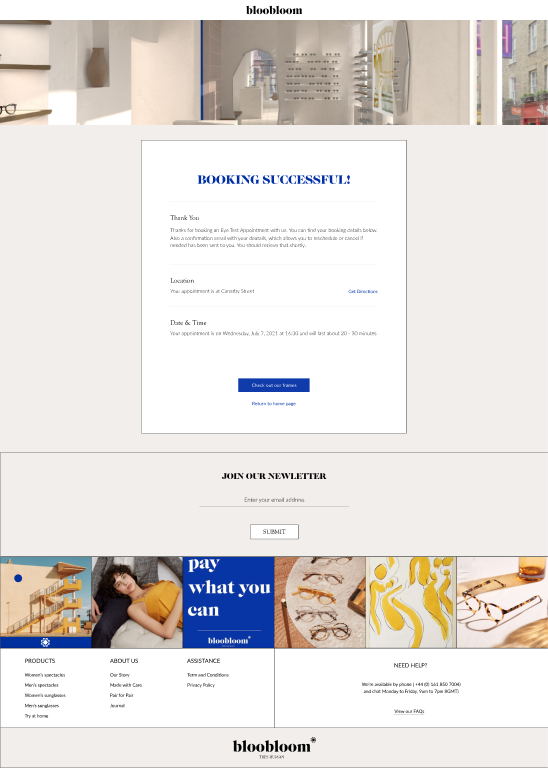 bloobloom
BOOKING SUCCESSFUL!
Thank You
Thanks for booking an Eye Test Appointment with us. You can find your booking details below.
Also a confirmation email with your deatails, which allows you to reschedule or cancel if
needed has been sent to you. You should receive that shortly.
Location
Your appointment is at Carnaby Street
Get Directions
Date & Time
Your appointment is on Wednesday, July 7, 2021 at 16:30 and will last about 20 - 30 minutes
Check out our frames
Return to home page
JOIN OUR NEWLETTER
Enter your email address
SUBMIT
pay
what you
can
bloobloom
PRODUCTS
Women's spectacles
Men's spectacles
Women's sunglasses
Men's sunglasses
Try at home
ABOUT US
Our Story
Made with Care
Pair for Pair
Journal
ASSISTANCE
Term and Conditions
Privacy Policy
NEED HELP?
We're available by phone | +44 (0) 161 850 7004)
and chat Monday to Friday, 9am to 7pm (GMT)
View our FAQs
bloobloom
TRES HUMAN